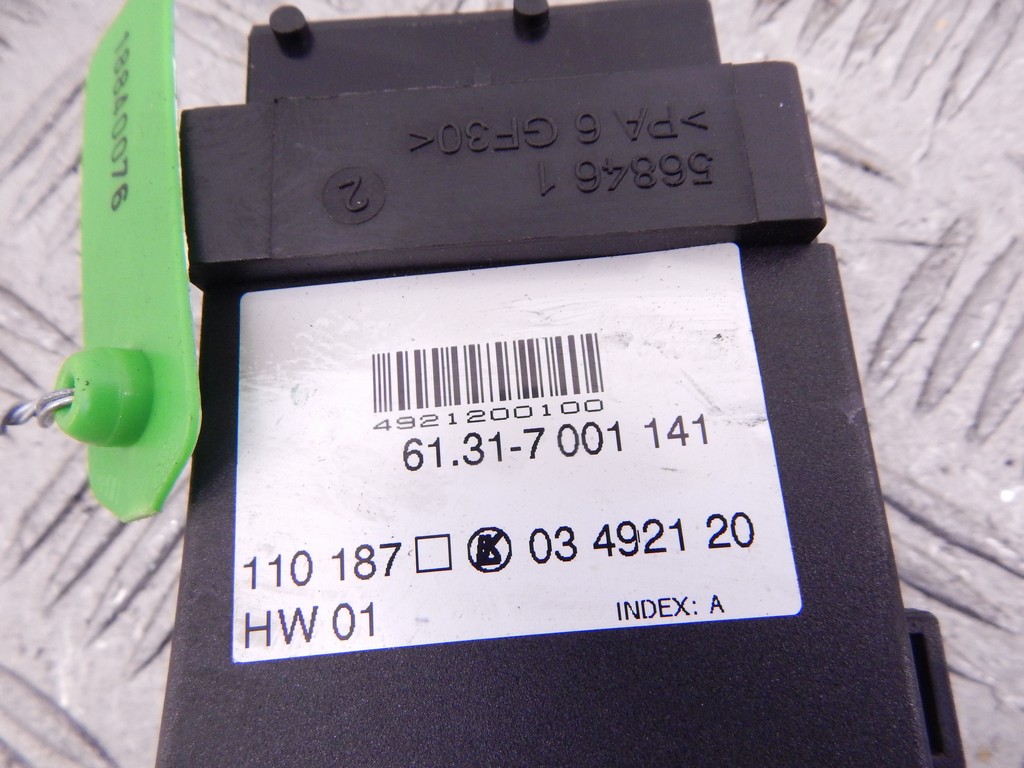 18840076
56846 1
>PA 6 GF30<
2
4921200100
61.31-7 001 141
110 187 □ K 03 4921 20
HW 01
INDEX: A